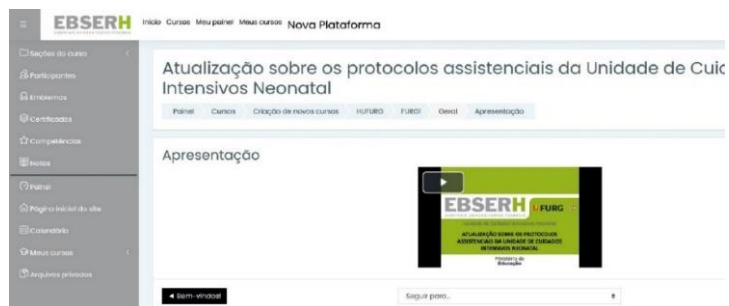 EBSERH
Início Cursos Meu painel Meus cursos Nova Plataforma
Seções do curso
Participantes
Emblemas
Certificados
Competências
Notas
Painel
Página inicial do site
Calendário
Meus cursos
Arquivos privados
Atualização sobre os protocolos assistenciais da Unidade de Cuid
Intensivos Neonatal
Painel Cursos Criação de novos cursos HUFURG FURG1 Geral Apresentação
Apresentação
EBSERH FURG
ATUALIZAÇÃO SOBRE OS PROTOCOLOS
ASSISTENCIAIS DA UNIDADE DE CUIDADOS
INTENSIVOS NEONATAL
Ministério da
Educação
◄ Bem-vindos!
Seguir para...